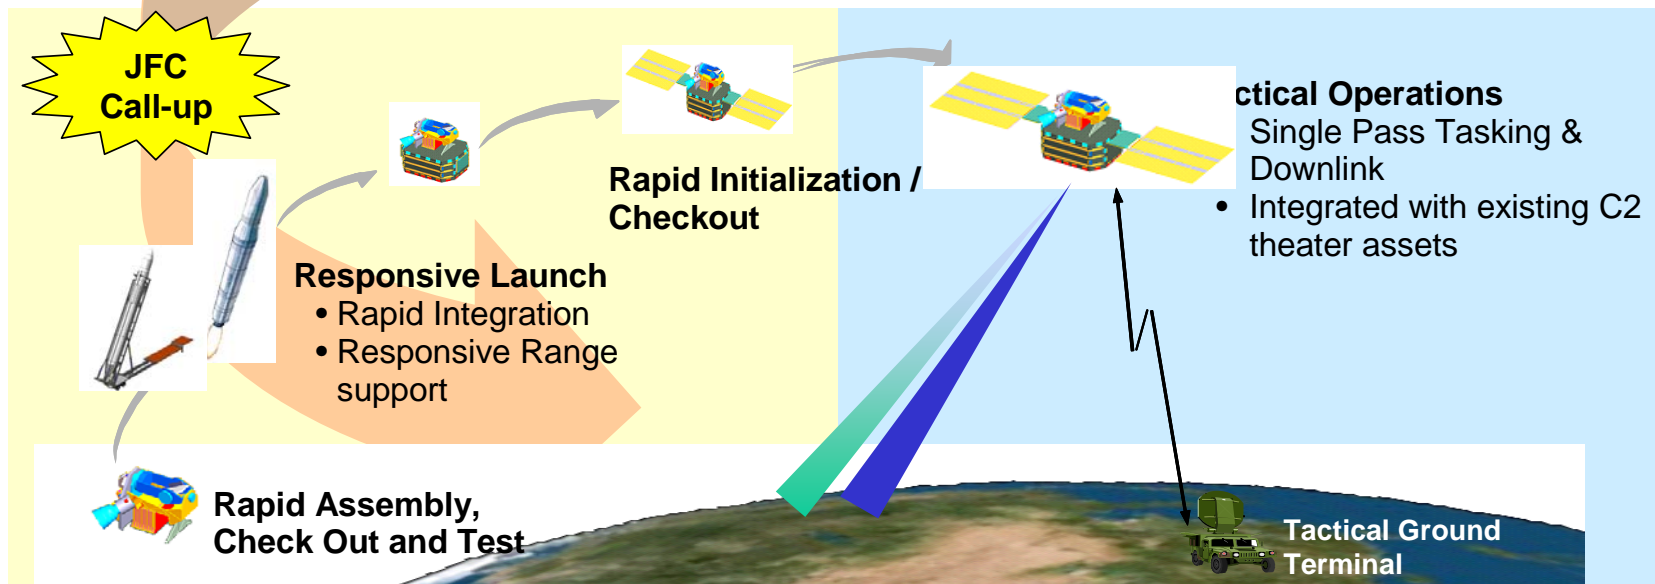 JFC
Call-up
Rapid Initialization /
Checkout
ctical Operations
Single Pass Tasking &
Downlink
• Integrated with existing C2
theater assets
Responsive Launch
• Rapid Integration
• Responsive Range
support
Rapid Assembly,
Check Out and Test
Tactical Ground
Terminal